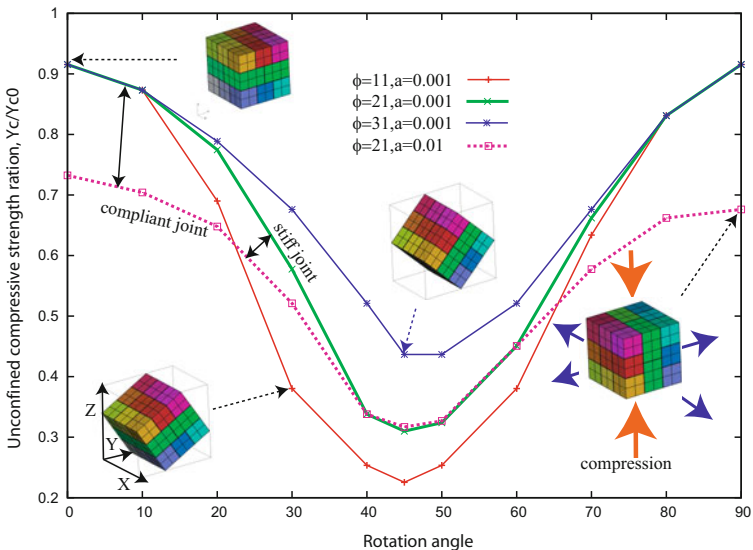 Unconfined compressive strength ration, Yc/Yc0
1
0.9
0.8
0.7
0.6
0.5
0.4
0.3
0.2
ϕ=11,a=0.001
ϕ=21,a=0.001
ϕ=31,a=0.001
ϕ=21,a=0.01
compliant joint
stiff joint
Z
Y
X
compression
0 10 20 30 40 50 60 70 80 90
Rotation angle